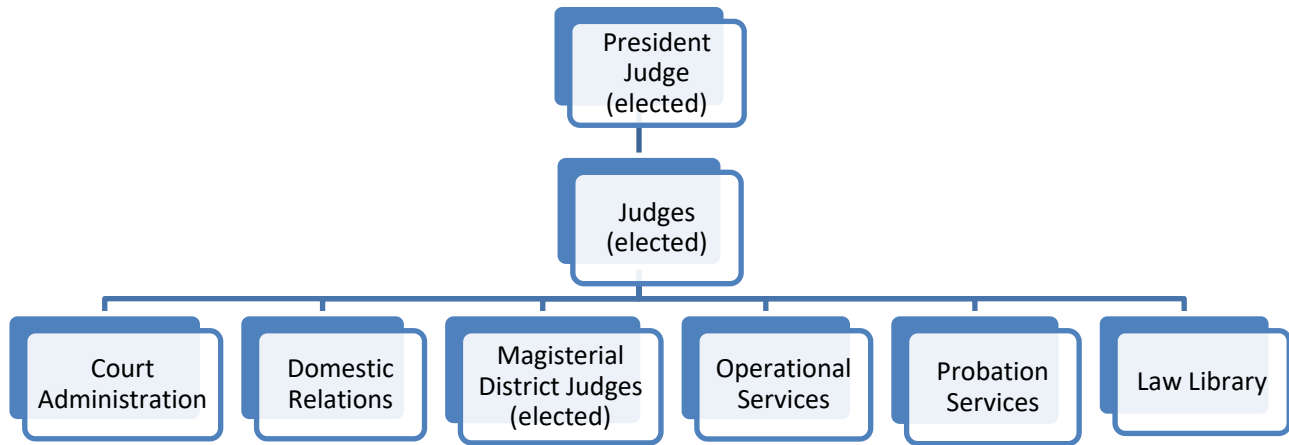 President
Judge
(elected)
Judges
(elected)
Court
Administration
Domestic
Relations
Magisterial
District Judges
(elected)
Operational
Services
Probation
Services
Law Library